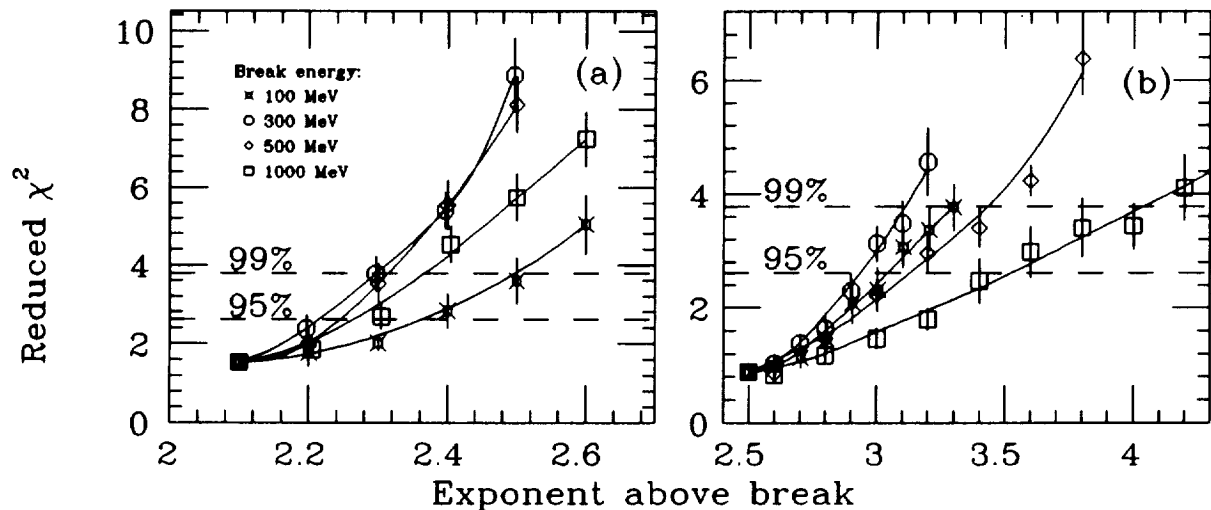 10
8
6
4
2
0
Reduced χ²
(a)
Break energy:
100 MeV
300 MeV
500 MeV
1000 MeV
99%
95%
2
2.2
2.4
2.6
(b)
6
4
2
0
99%
95%
2.5
3
3.5
4
Exponent above break